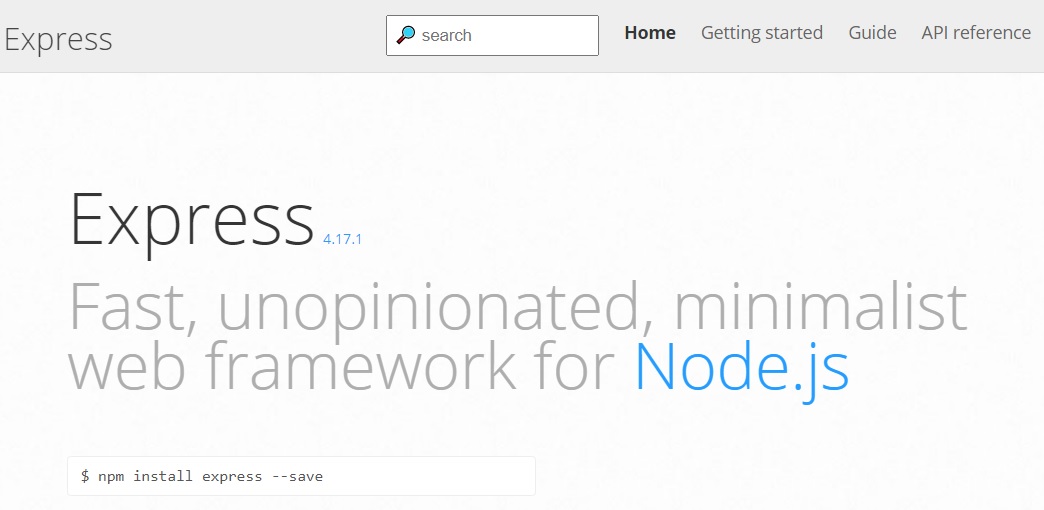 Express
search
Home Getting started Guide API reference
Express 4.17.1
Fast, unopinionated, minimalist
web framework for Node.js
$ npm install express --save